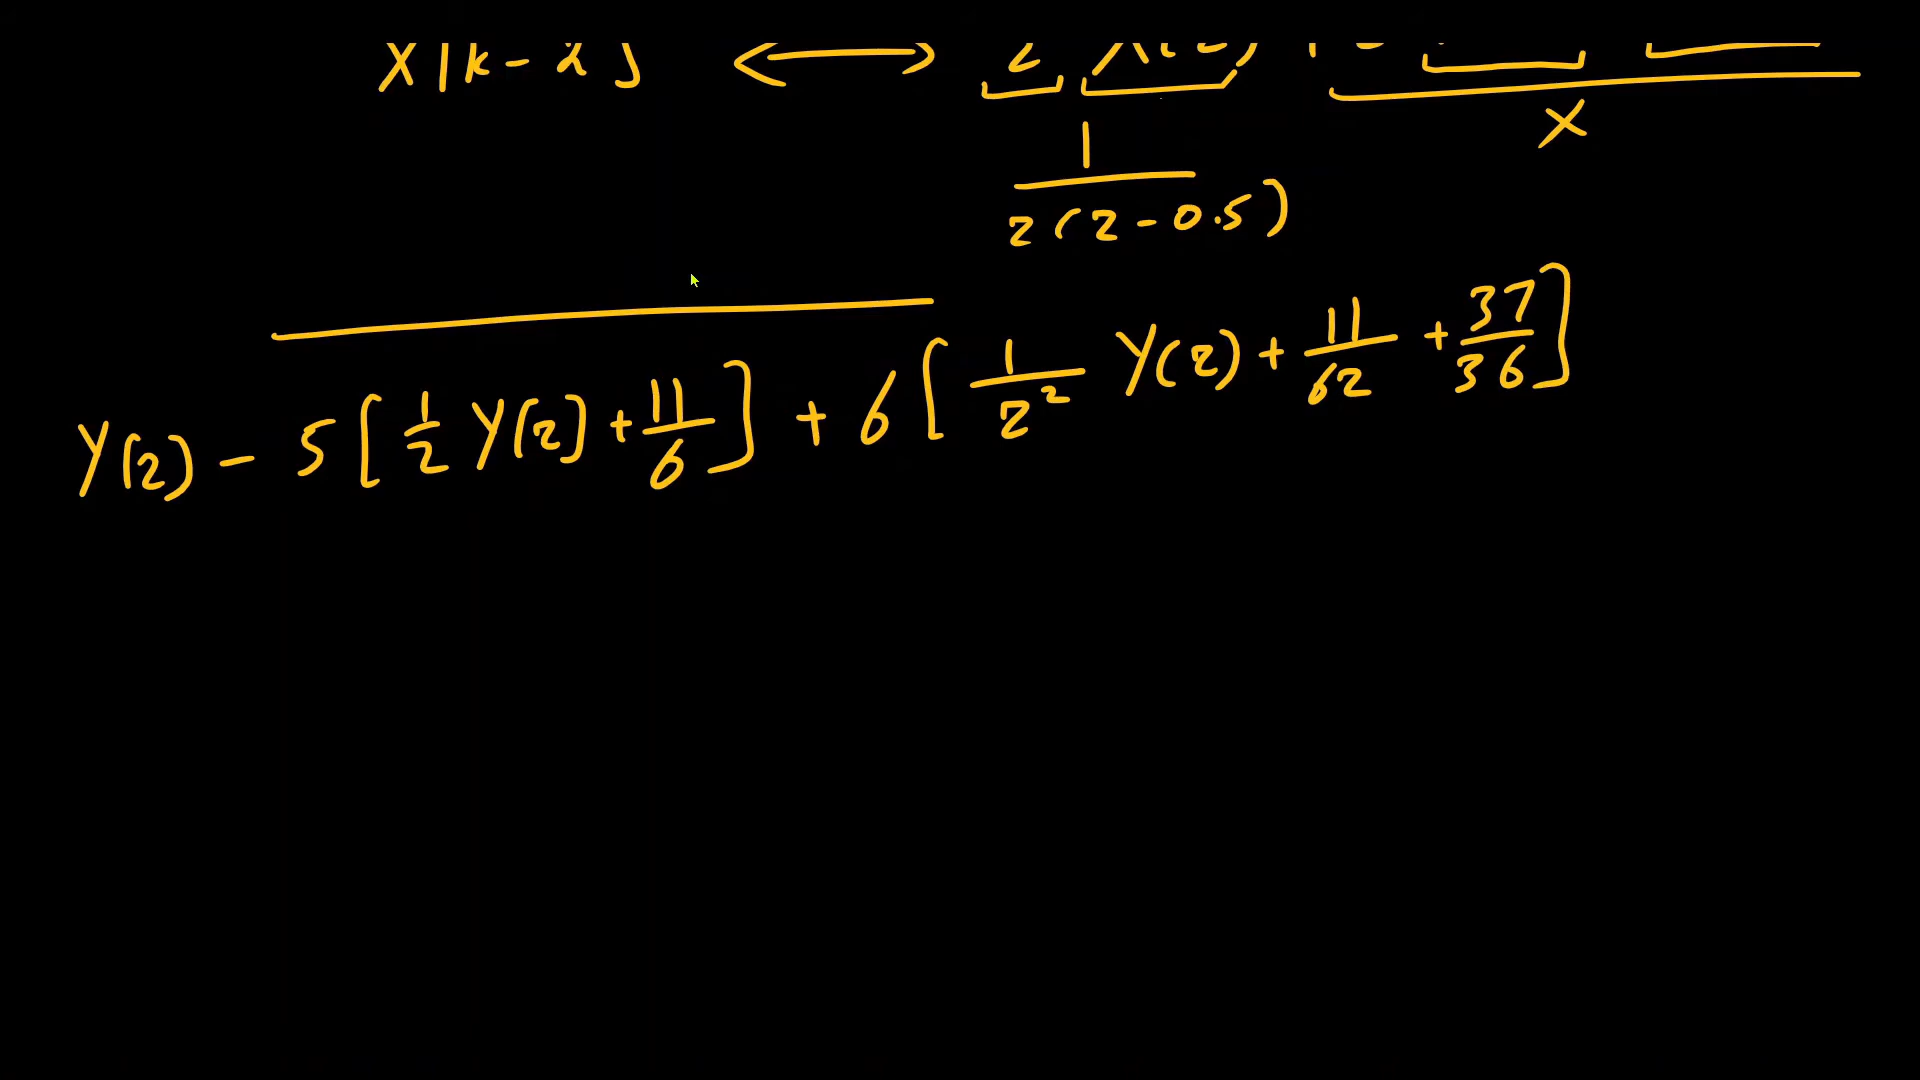 x[k-2] ⟷ z X(z) +
x
1/(z(z-0.5))
Y(z) - 5[1/z Y(z) + 11/6] + 6[1/z² Y(z) + 11/6z + 37/36]